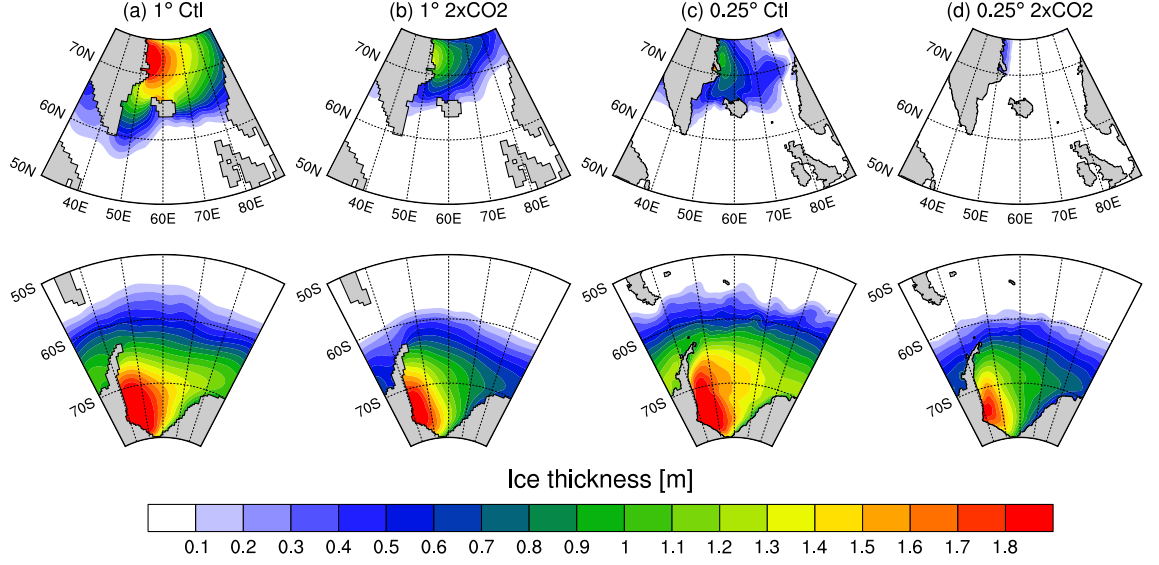 (a) 1° Ctl
(b) 1° 2xCO2
(c) 0.25° Ctl
(d) 0.25° 2xCO2
70N 70N 70N 70N
60N 60N 60N 60N
50N 50N 50N 50N
40E 50E 60E 70E 80E 40E 50E 60E 70E 80E 40E 50E 60E 70E 80E 40E 50E 60E 70E 80E
50S 50S 50S 50S
60S 60S 60S 60S
70S 70S 70S 70S
Ice thickness [m]
0.1 0.2 0.3 0.4 0.5 0.6 0.7 0.8 0.9 1 1.1 1.2 1.3 1.4 1.5 1.6 1.7 1.8